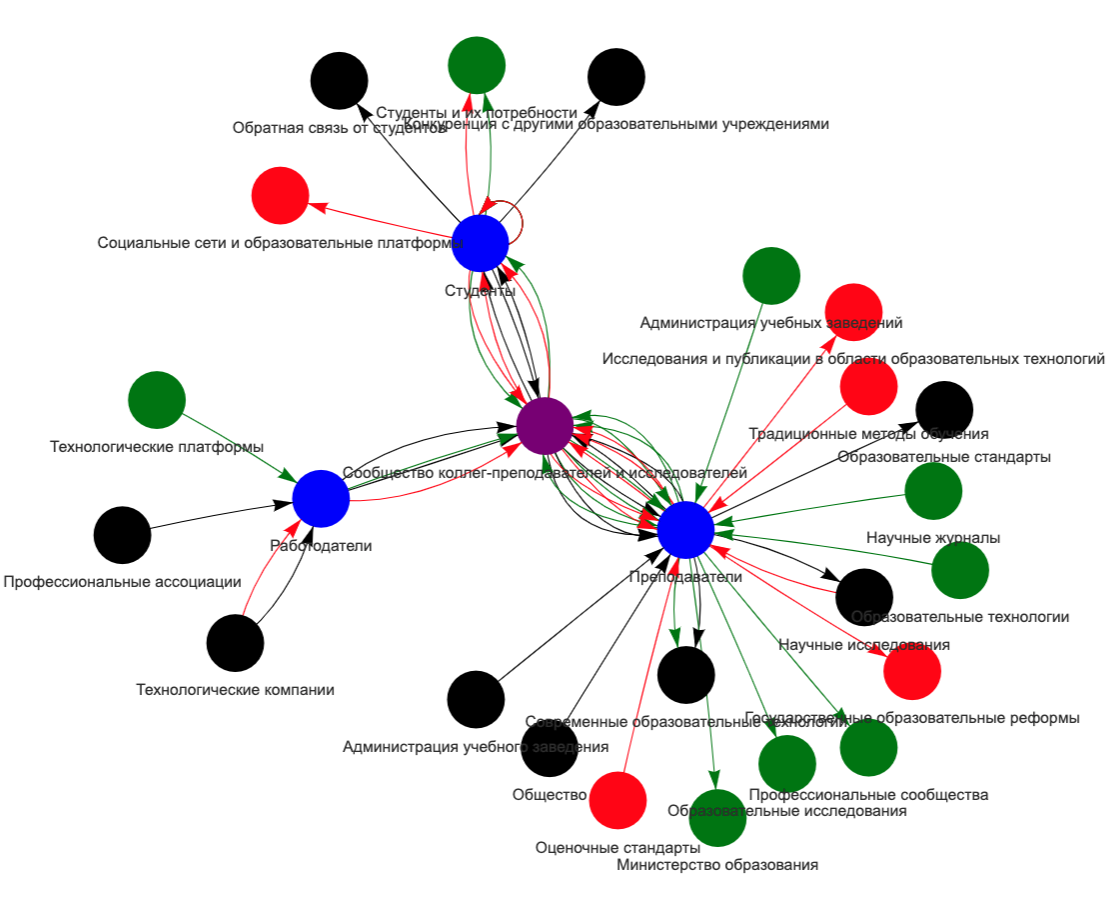 Студенты и их потребности
Конкуренция с другими образовательными учреждениями
Обратная связь от студентов
Социальные сети и образовательные платформы
Студенты
Администрация учебных заведений
Исследования и публикации в области образовательных технологий
Традиционные методы обучения
Технологические платформы
Образовательные стандарты
Сообщество коллег-преподавателей и исследователей
Научные журналы
Работодатели
Преподаватели
Профессиональные ассоциации
Образовательные технологии
Научные исследования
Технологические компании
Современные образовательные технологии
Государственные образовательные реформы
Администрация учебного заведения
Общество
Профессиональные сообщества
Образовательные исследования
Оценочные стандарты
Министерство образования